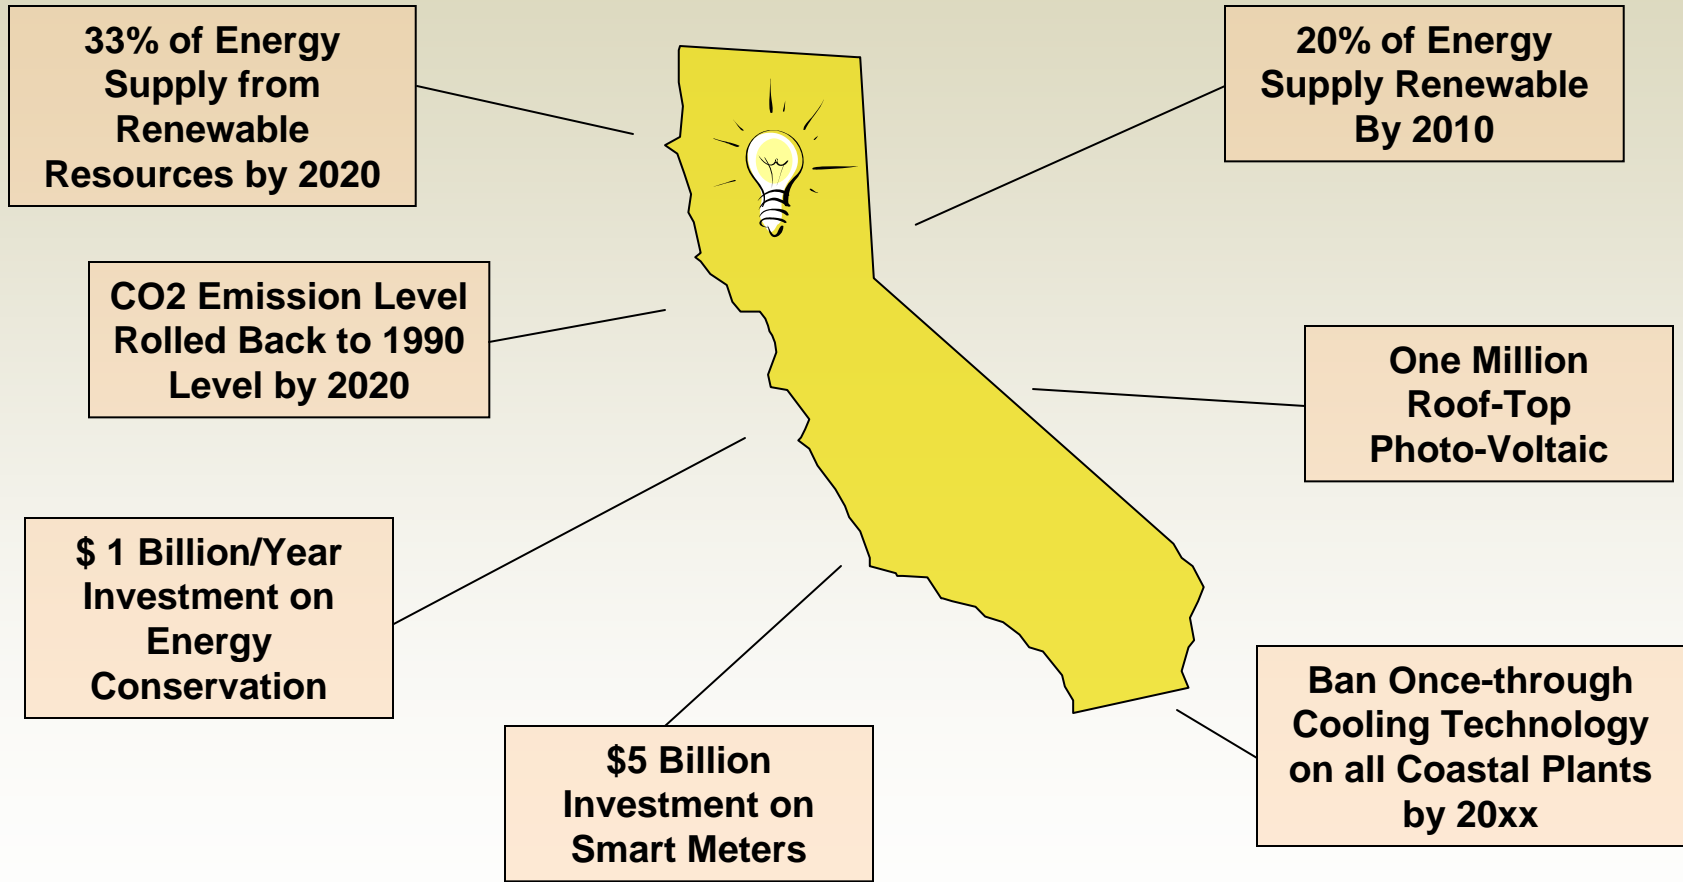 33% of Energy
Supply from
Renewable
Resources by 2020
20% of Energy
Supply Renewable
By 2010
CO2 Emission Level
Rolled Back to 1990
Level by 2020
One Million
Roof-Top
Photo-Voltaic
$ 1 Billion/Year
Investment on
Energy
Conservation
Ban Once-through
Cooling Technology
on all Coastal Plants
by 20xx
$5 Billion
Investment on
Smart Meters